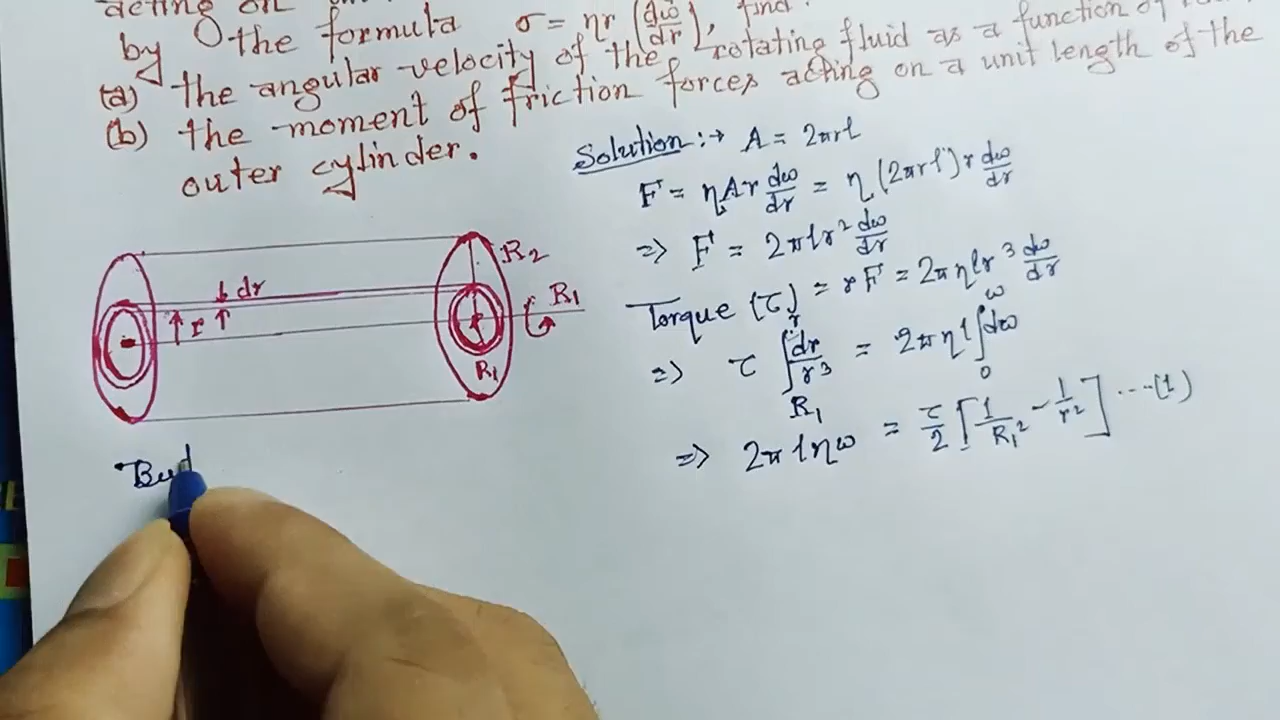 acting on
by the formula σ = ηr (dω/dr), find :
(a) the angular velocity of the rotating fluid as a function of
(b) the moment of friction forces acting on a unit length of the
outer cylinder.
Solution :→ A = 2πrl
F = ηAr dω/dr = η (2πrl) r dω/dr
=> F = 2πlr² dω/dr
Torque (τ) = rF = 2πηlr³ dω/dr
=> τ ∫_{R₁}^{r} dr/r³ = 2πηl ∫_{0}^{ω} dω
=> 2πlηω = τ/2 [1/R₁² - 1/r²] ...(1)
R₂
dr
r
R₁
R₁
But